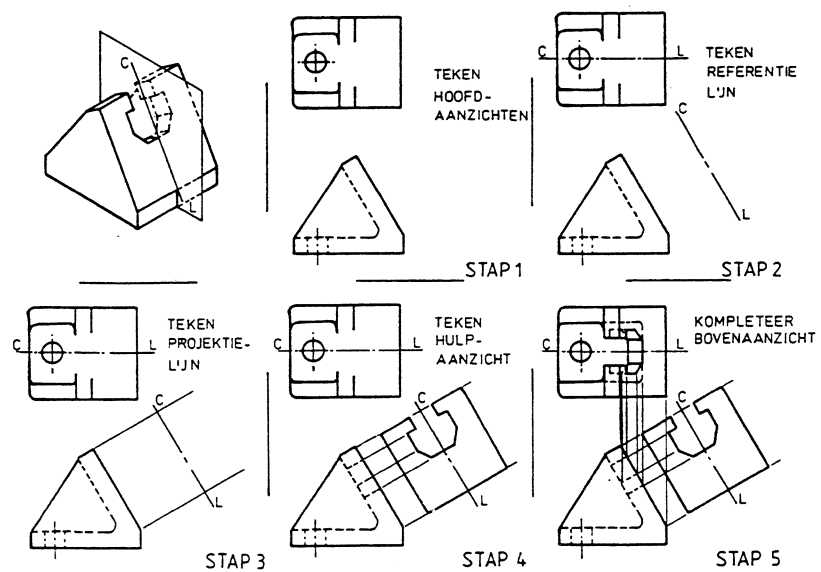 C
L
TEKEN
HOOFD-
AANZICHTEN
STAP 1
C
L
TEKEN
REFERENTIE
LIJN
C
L
STAP 2
C
L
TEKEN
PROJEKTIE-
LIJN
C
L
STAP 3
C
L
TEKEN
HULP-
AANZICHT
C
L
STAP 4
C
L
KOMPLETEER
BOVENAANZICHT
C
L
STAP 5